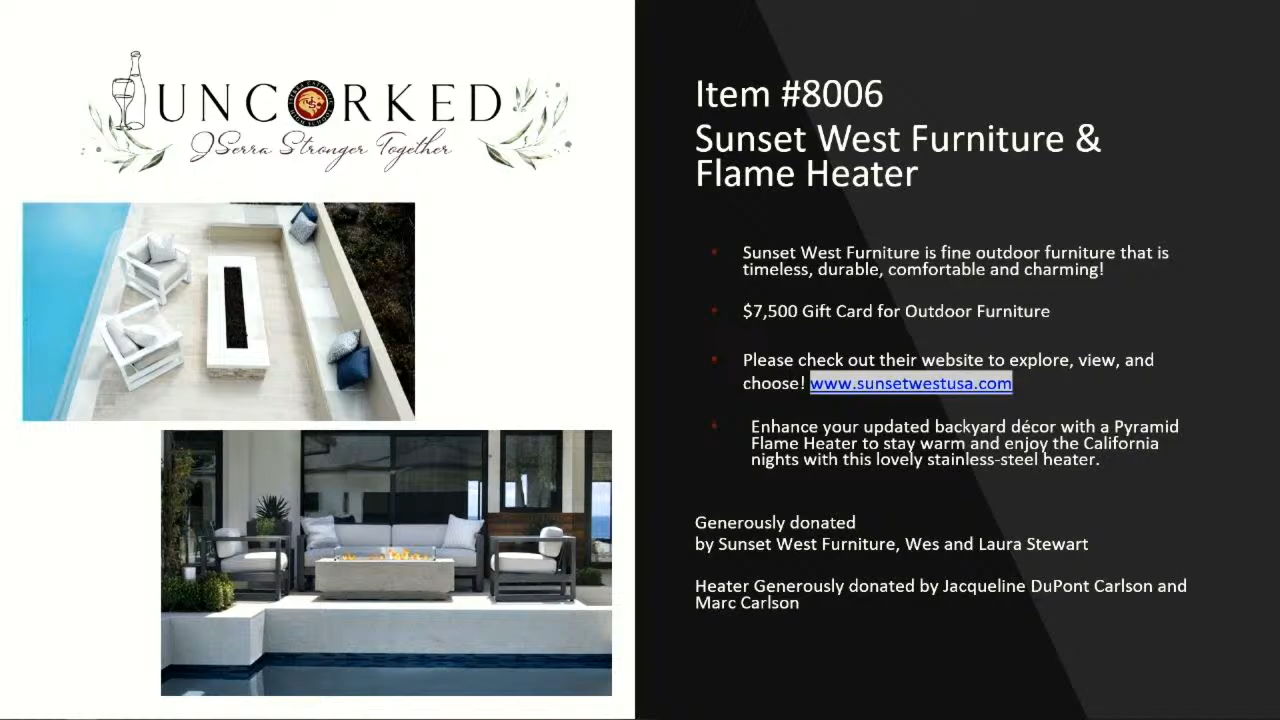 UNCORKED
JSerra Stronger Together
Item #8006
Sunset West Furniture &
Flame Heater
• Sunset West Furniture is fine outdoor furniture that is
timeless, durable, comfortable and charming!
• $7,500 Gift Card for Outdoor Furniture
• Please check out their website to explore, view, and
choose! www.sunsetwestusa.com
• Enhance your updated backyard décor with a Pyramid
Flame Heater to stay warm and enjoy the California
nights with this lovely stainless-steel heater.
Generously donated
by Sunset West Furniture, Wes and Laura Stewart
Heater Generously donated by Jacqueline DuPont Carlson and
Marc Carlson